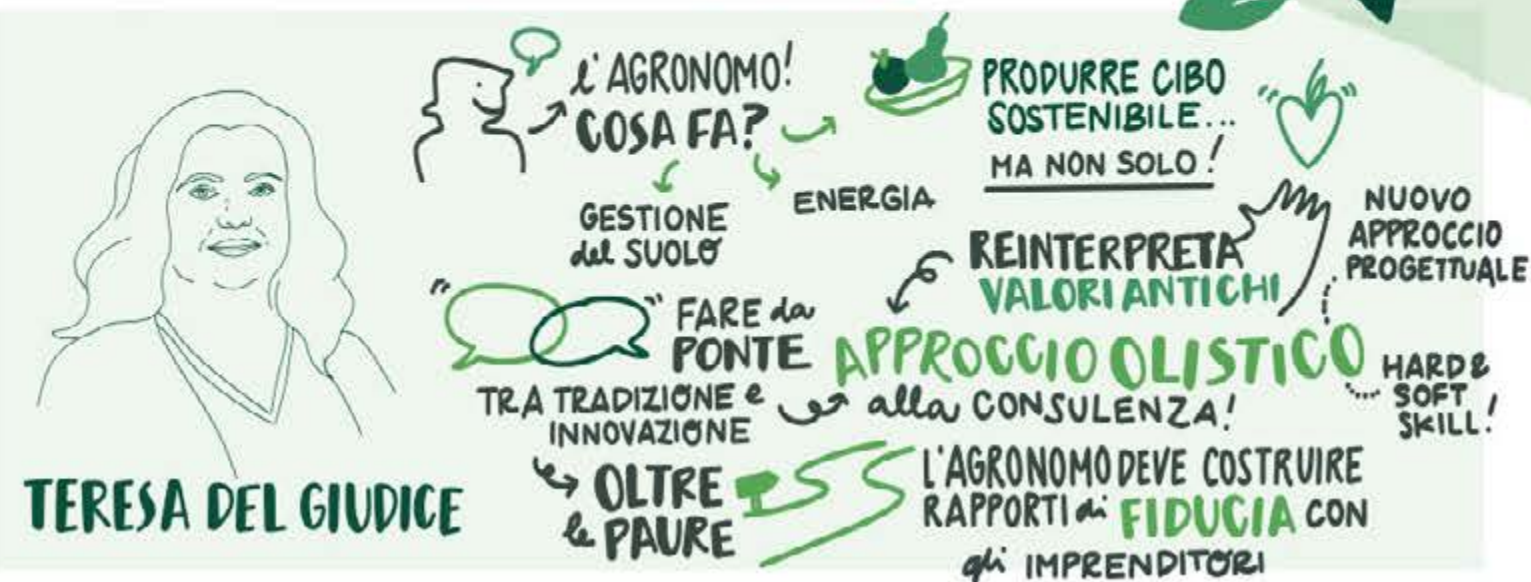 l'AGRONOMO!
COSA FA?
PRODURRE CIBO
SOSTENIBILE...
MA NON SOLO!
GESTIONE
del SUOLO
ENERGIA
REINTERPRETA
VALORI ANTICHI
NUOVO
APPROCCIO
PROGETTUALE
FARE da
PONTE
TRA TRADIZIONE e
INNOVAZIONE
APPROCCIO OLISTICO
alla CONSULENZA!
HARD &
SOFT
SKILL!
OLTRE
le PAURE
L'AGRONOMO DEVE COSTRUIRE
RAPPORTI di FIDUCIA CON
gli IMPRENDITORI
TERESA DEL GIUDICE